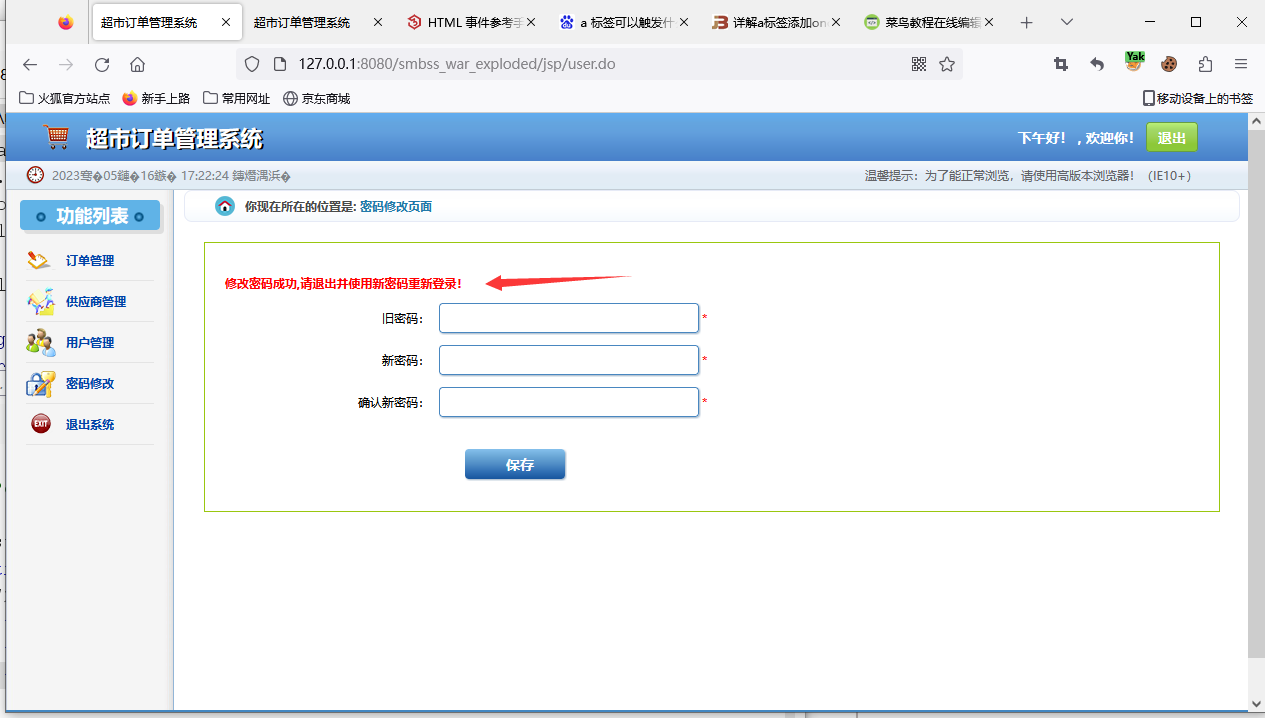 超市订单管理系统
超市订单管理系统
HTML 事件参考手
a 标签可以触发什
详解a标签添加on
菜鸟教程在线编辑
127.0.0.1:8080/smbss_war_exploded/jsp/user.do
Yak
火狐官方站点 新手上路 常用网址 京东商城 移动设备上的书签
超市订单管理系统 下午好！，欢迎你！ 退出
2023骞�05鏈�16鏃� 17:22:24 鏄熸湡浜� 温馨提示：为了能正常浏览，请使用高版本浏览器！（IE10+）
功能列表
你现在所在的位置是: 密码修改页面
订单管理
供应商管理
用户管理
密码修改
EXIT 退出系统
修改密码成功,请退出并使用新密码重新登录！
旧密码： *
新密码： *
确认新密码： *
保存